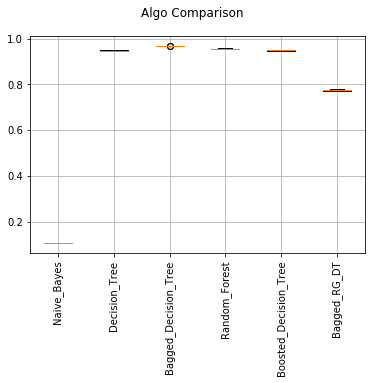 Algo Comparison
1.0
0.8
0.6
0.4
0.2
Naive_Bayes
Decision_Tree
Bagged_Decision_Tree
Random_Forest
Boosted_Decision_Tree
Bagged_RG_DT